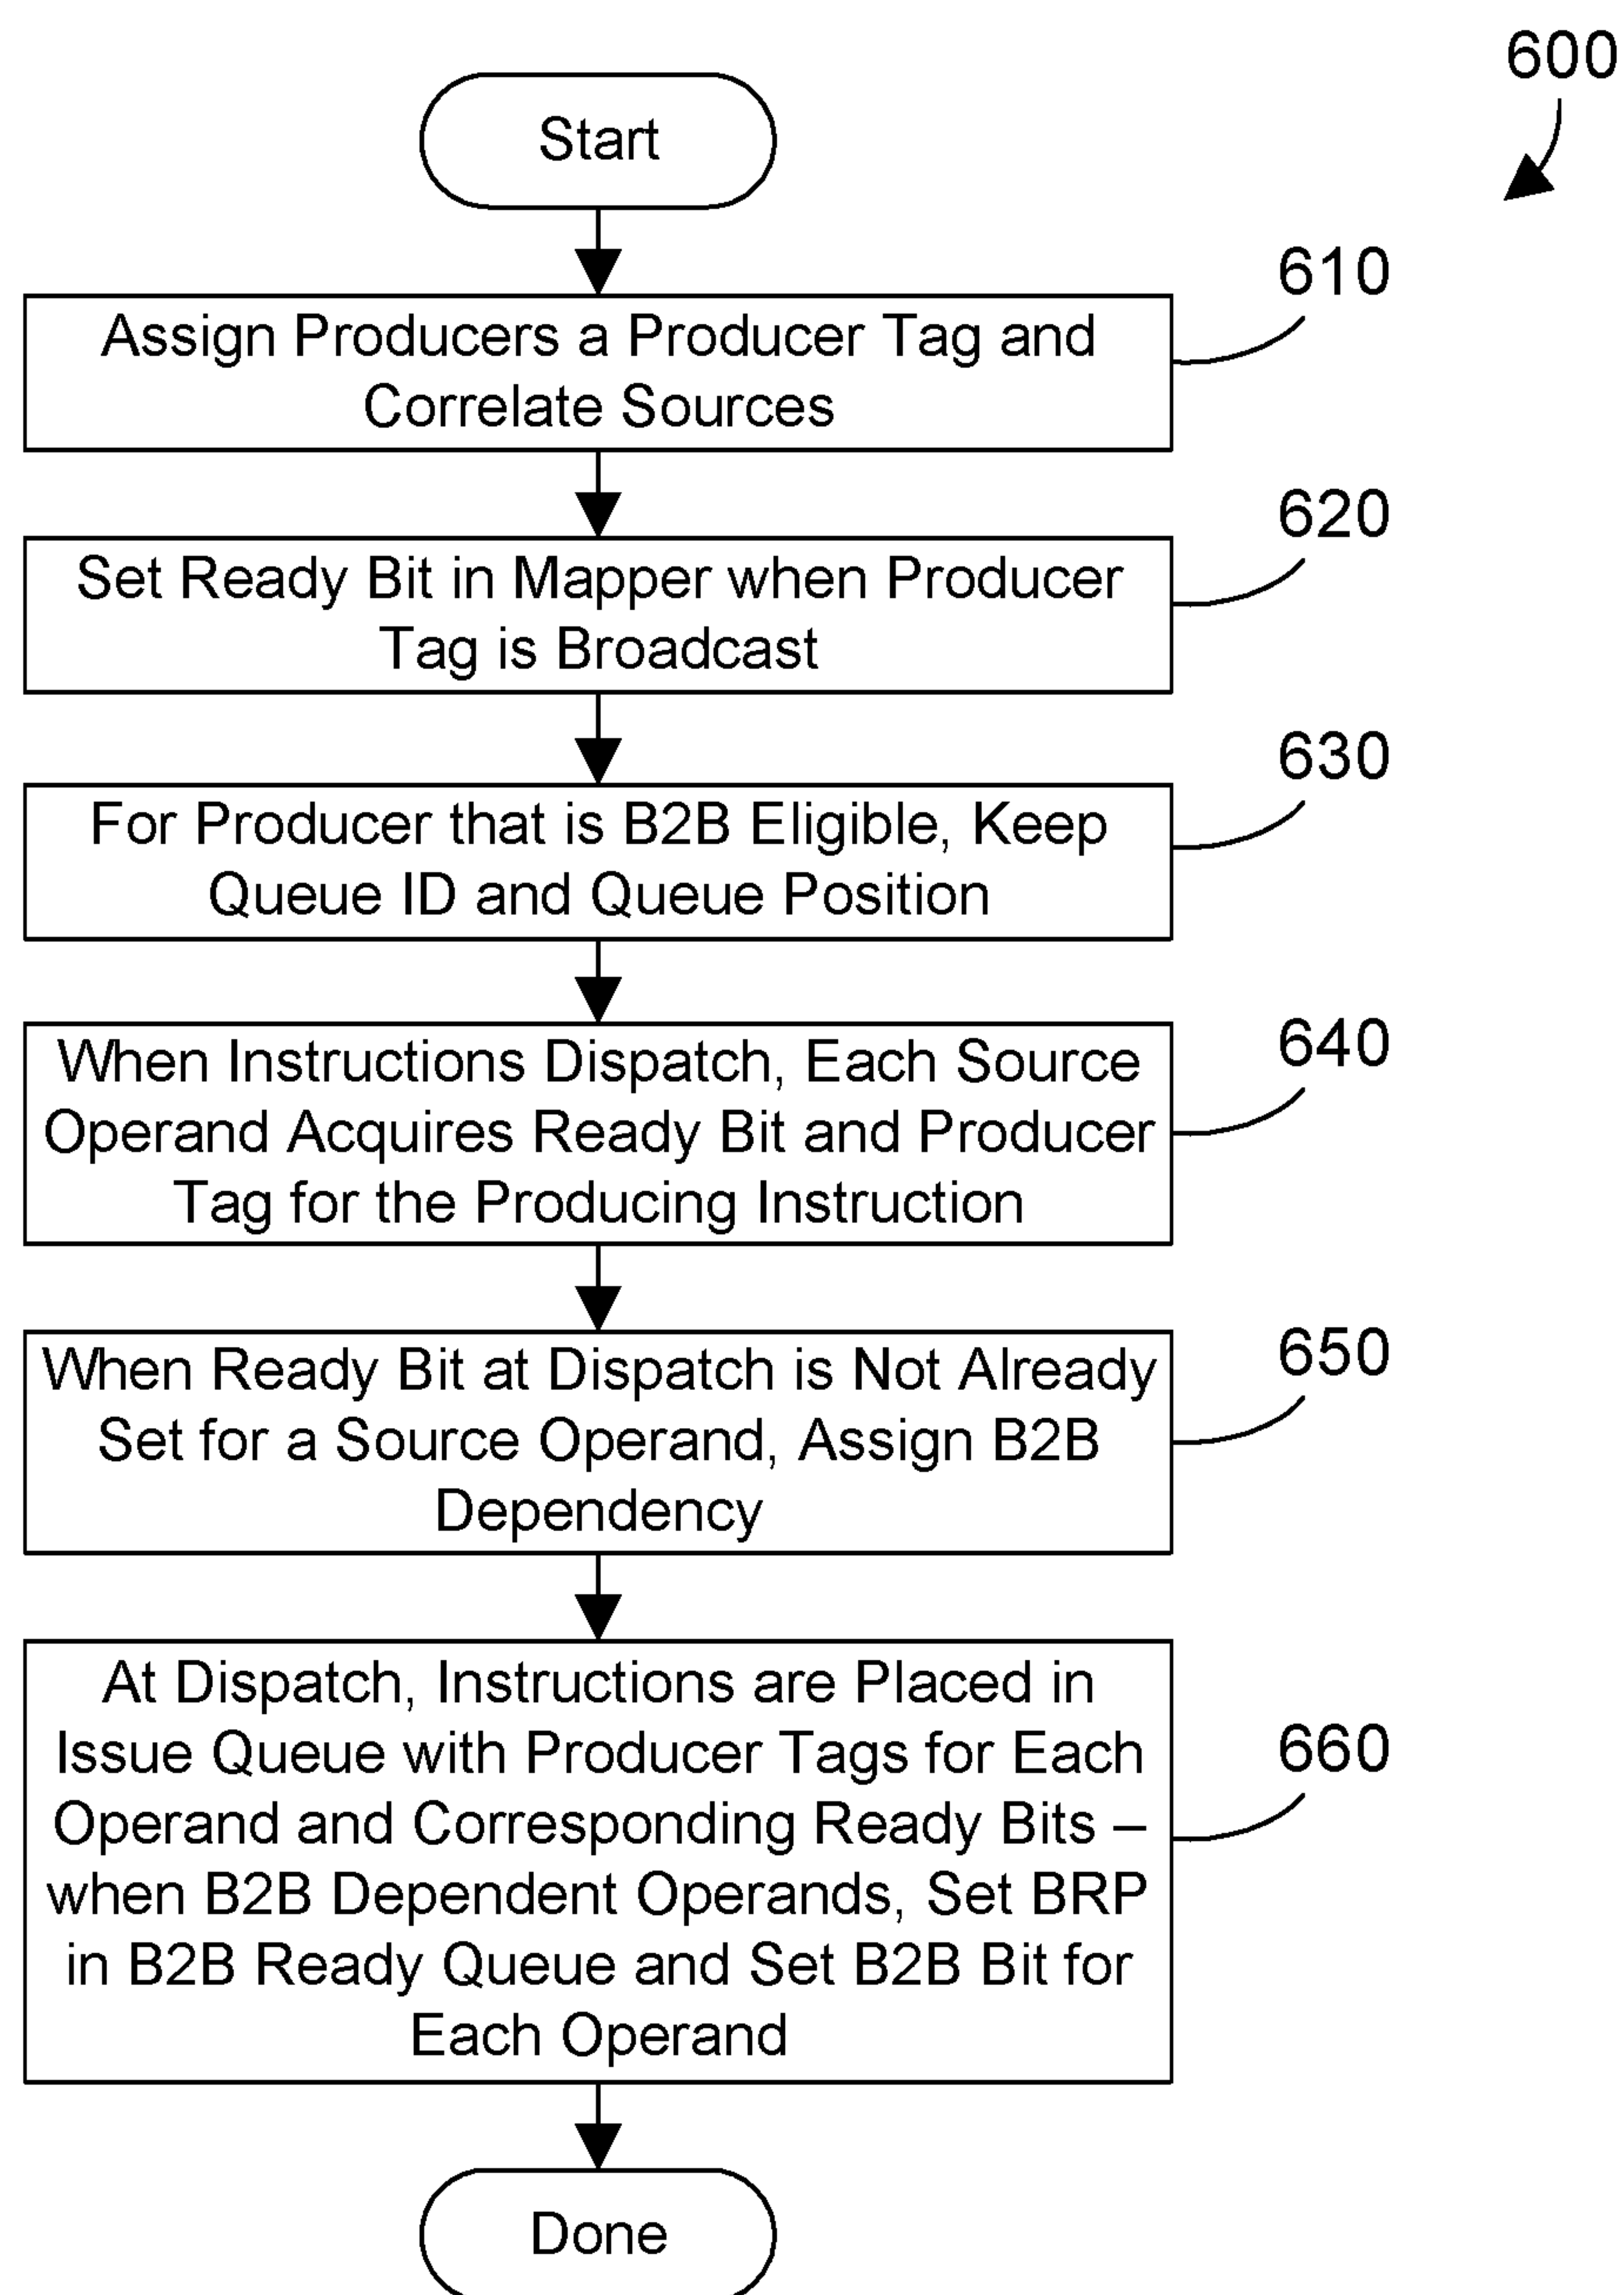 600
Start
610
Assign Producers a Producer Tag and
Correlate Sources
620
Set Ready Bit in Mapper when Producer
Tag is Broadcast
630
For Producer that is B2B Eligible, Keep
Queue ID and Queue Position
640
When Instructions Dispatch, Each Source
Operand Acquires Ready Bit and Producer
Tag for the Producing Instruction
650
When Ready Bit at Dispatch is Not Already
Set for a Source Operand, Assign B2B
Dependency
660
At Dispatch, Instructions are Placed in
Issue Queue with Producer Tags for Each
Operand and Corresponding Ready Bits –
when B2B Dependent Operands, Set BRP
in B2B Ready Queue and Set B2B Bit for
Each Operand
Done